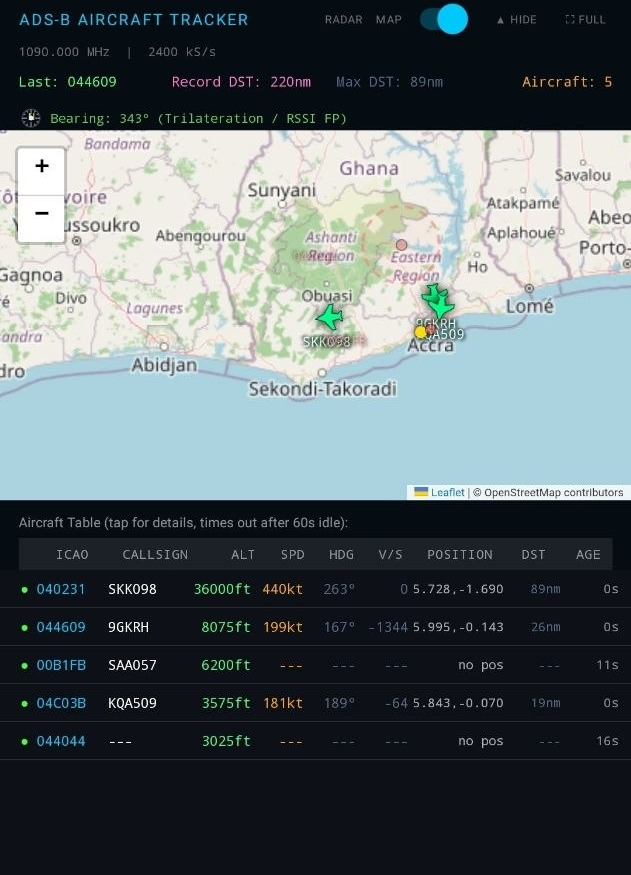 ADS-B AIRCRAFT TRACKER RADAR MAP ▲ HIDE ⛶ FULL
1090.000 MHz | 2400 kS/s
Last: 044609 Record DST: 220nm Max DST: 89nm Aircraft: 5
Bearing: 343° (Trilateration / RSSI FP)
+
−
Bandama
Ghana
Savalou
Sunyani
voire
Atakpamé
ussoukro
Abengourou
Ashanti
Region
Eastern
Region
Aplahoué
Abeo
Porto-
Ho
Gagnoa
Divo
Lagunes
Obuasi
Lomé
9GKRH
SKK098
KQA509
Accra
Abidjan
dro
Sekondi-Takoradi
Leaflet | © OpenStreetMap contributors
Aircraft Table (tap for details, times out after 60s idle):
ICAO CALLSIGN ALT SPD HDG V/S POSITION DST AGE
040231 SKK098 36000ft 440kt 263° 0 5.728,-1.690 89nm 0s
044609 9GKRH 8075ft 199kt 167° -1344 5.995,-0.143 26nm 0s
00B1FB SAA057 6200ft --- --- --- no pos --- 11s
04C03B KQA509 3575ft 181kt 189° -64 5.843,-0.070 19nm 0s
044044 --- 3025ft --- --- --- no pos --- 16s